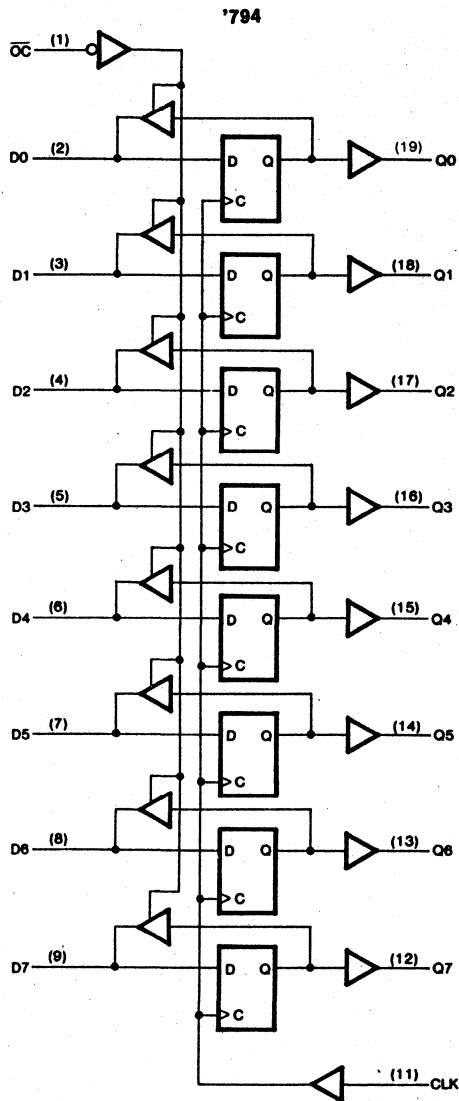 '794
OC (1)
D0 (2) D Q (19) Q0
C
D1 (3) D Q (18) Q1
C
D2 (4) D Q (17) Q2
C
D3 (5) D Q (16) Q3
C
D4 (6) D Q (15) Q4
C
D5 (7) D Q (14) Q5
C
D6 (8) D Q (13) Q6
C
D7 (9) D Q (12) Q7
C
(11) CLK